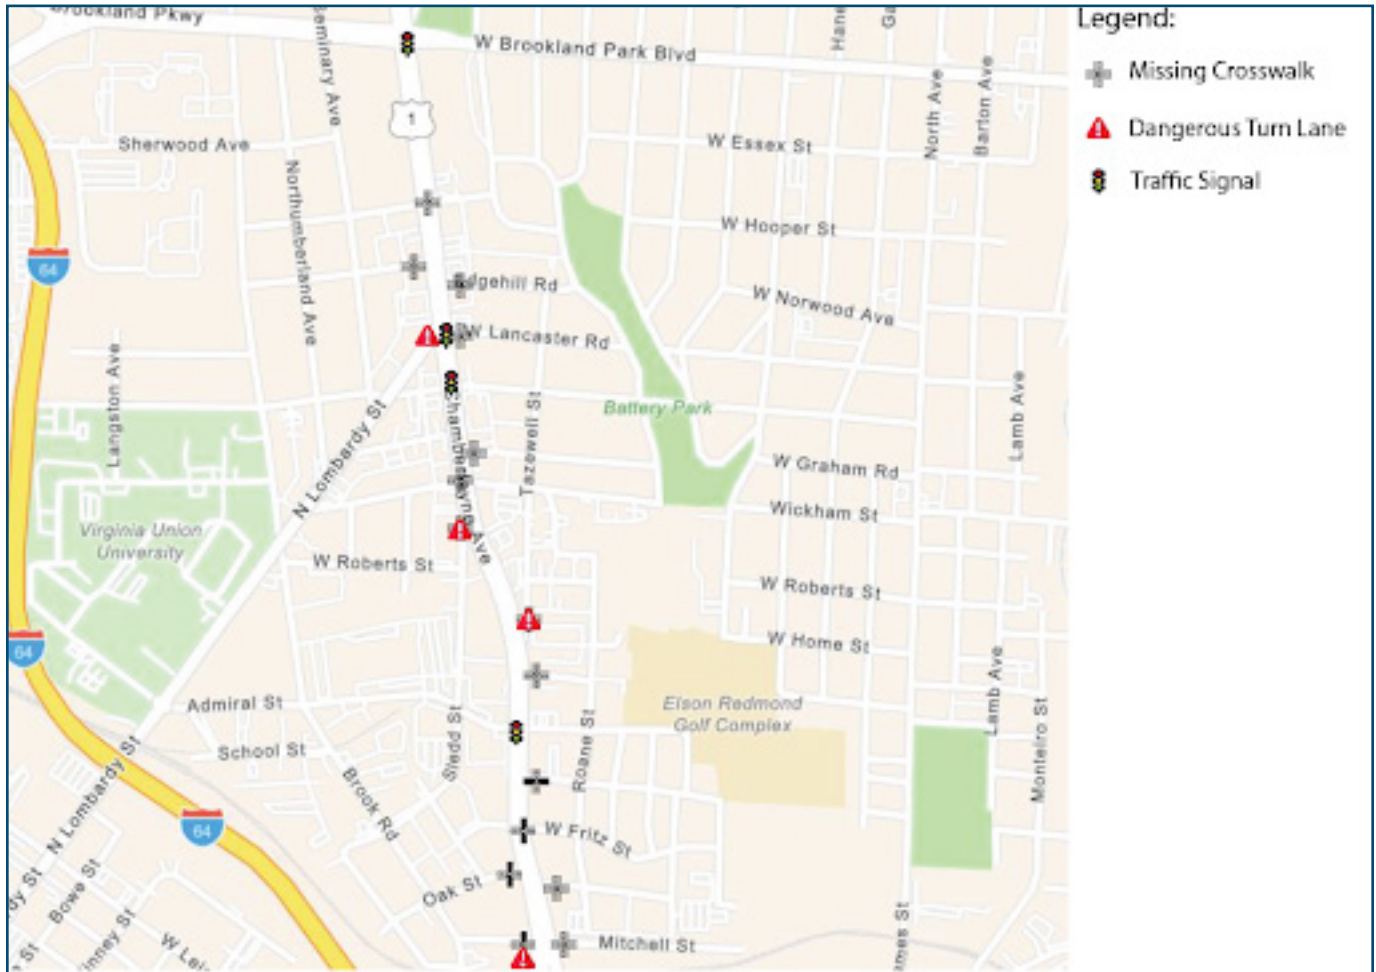 Brookland Pkwy
Seminary Ave
W Brookland Park Blvd
Legend:
Missing Crosswalk
Dangerous Turn Lane
Traffic Signal
1
Sherwood Ave
W Essex St
North Ave
Barton Ave
Northumberland Ave
W Hooper St
64
dgehill Rd
W Norwood Ave
W Lancaster Rd
Langston Ave
Battery Park
Lamb Ave
N Lombardy St
Tazewell St
W Graham Rd
Wickham St
Virginia Union
University
W Roberts St
W Roberts St
W Home St
64
Admiral St
Elson Redmond
Golf Complex
Lamb Ave
Monteiro St
School St
Sledd St
Roane St
N Lombardy St
Brook Rd
64
W Fritz St
Bowe St
Oak St
Mitchell St